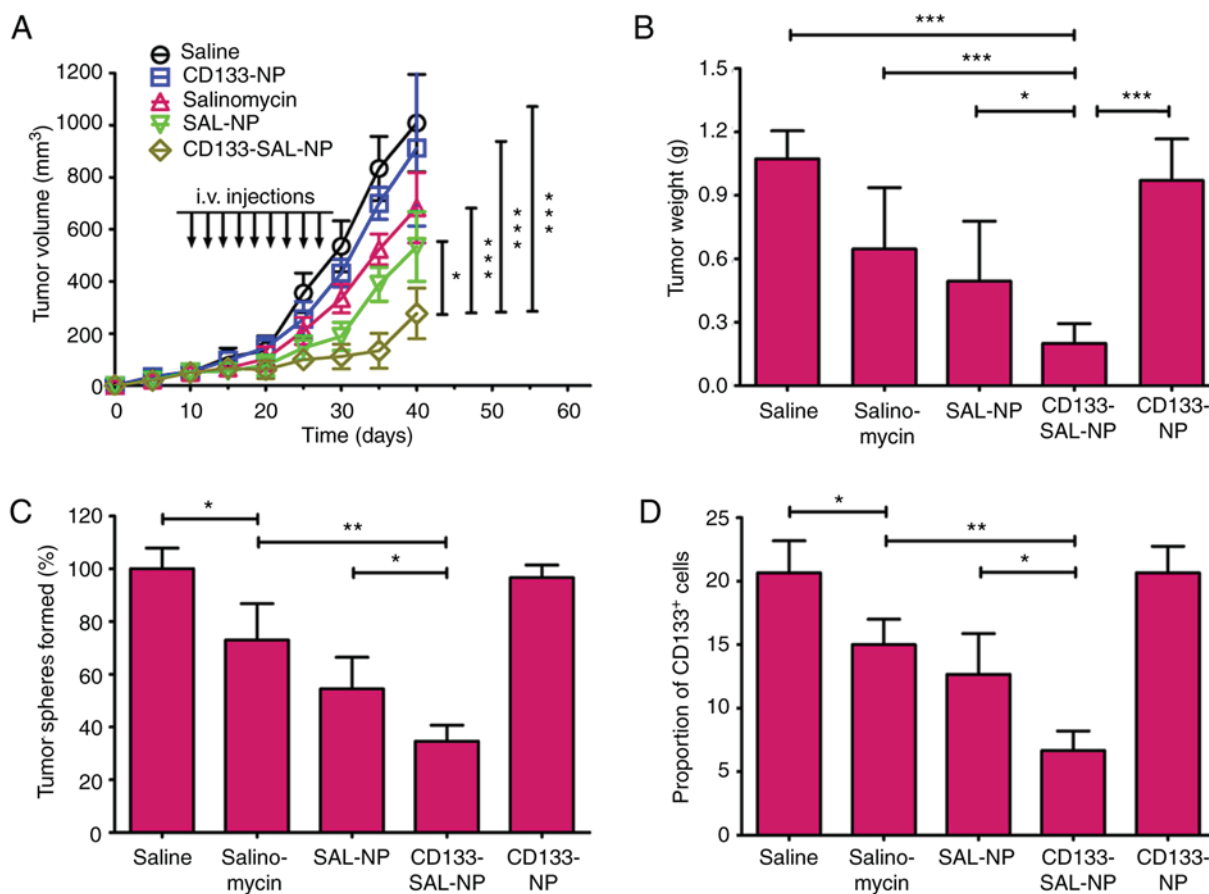 A
Saline
CD133-NP
Salinomycin
SAL-NP
CD133-SAL-NP
i.v. injections
Tumor volume (mm³)
1200
1000
800
600
400
200
0
0 10 20 30 40 50 60
Time (days)
*
***
***
***
B
***
***
*
***
Tumor weight (g)
1.5
1.2
0.9
0.6
0.3
0.0
Saline
Salino-
mycin
SAL-NP
CD133-
SAL-NP
CD133-
NP
C
*
**
*
Tumor spheres formed (%)
120
100
80
60
40
20
0
Saline
Salino-
mycin
SAL-NP
CD133-
SAL-NP
CD133-
NP
D
*
**
*
Proportion of CD133⁺ cells
25
20
15
10
5
0
Saline
Salino-
mycin
SAL-NP
CD133-
SAL-NP
CD133-
NP